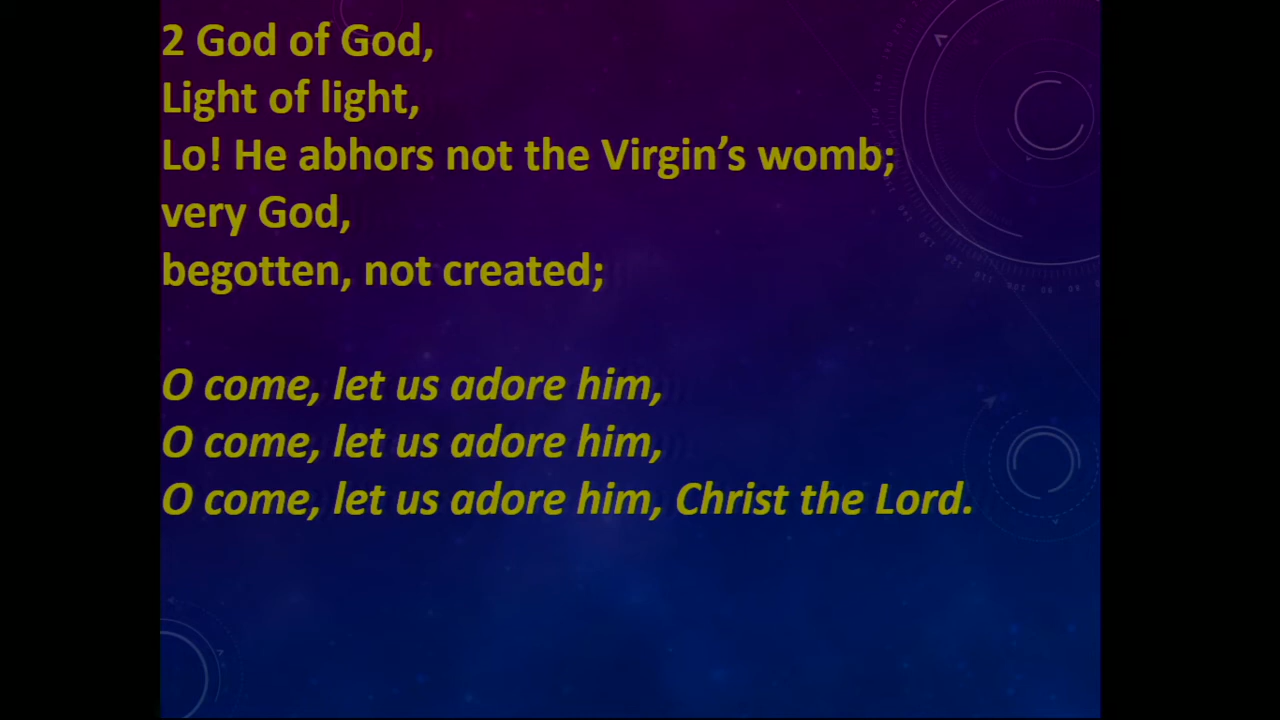 2 God of God,
Light of light,
Lo! He abhors not the Virgin’s womb;
very God,
begotten, not created;
O come, let us adore him,
O come, let us adore him,
O come, let us adore him, Christ the Lord.